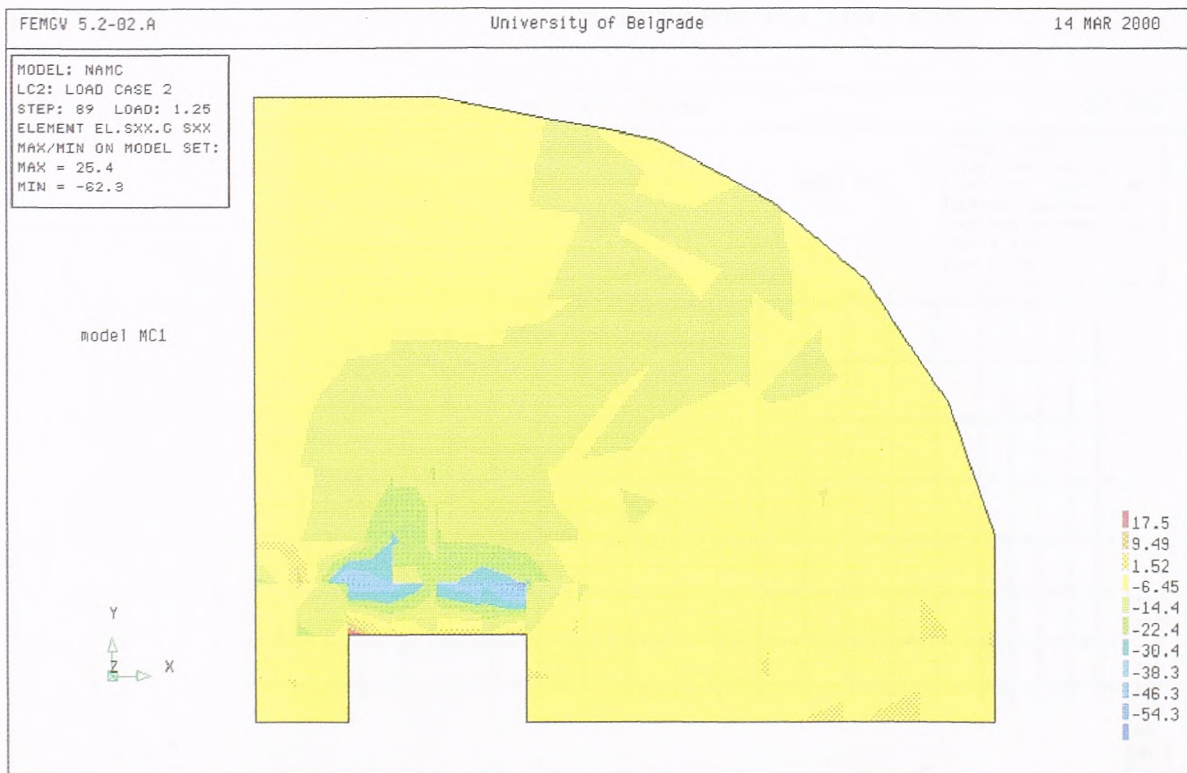 FEMGV 5.2-02.A
University of Belgrade
14 MAR 2000
MODEL: NAMC
LC2: LOAD CASE 2
STEP: 89 LOAD: 1.25
ELEMENT EL.SXX.G SXX
MAX/MIN ON MODEL SET:
MAX = 25.4
MIN = -62.3
model MC1
17.5
9.49
1.52
-6.45
-14.4
-22.4
-30.4
-38.3
-46.3
-54.3
Y
Z X